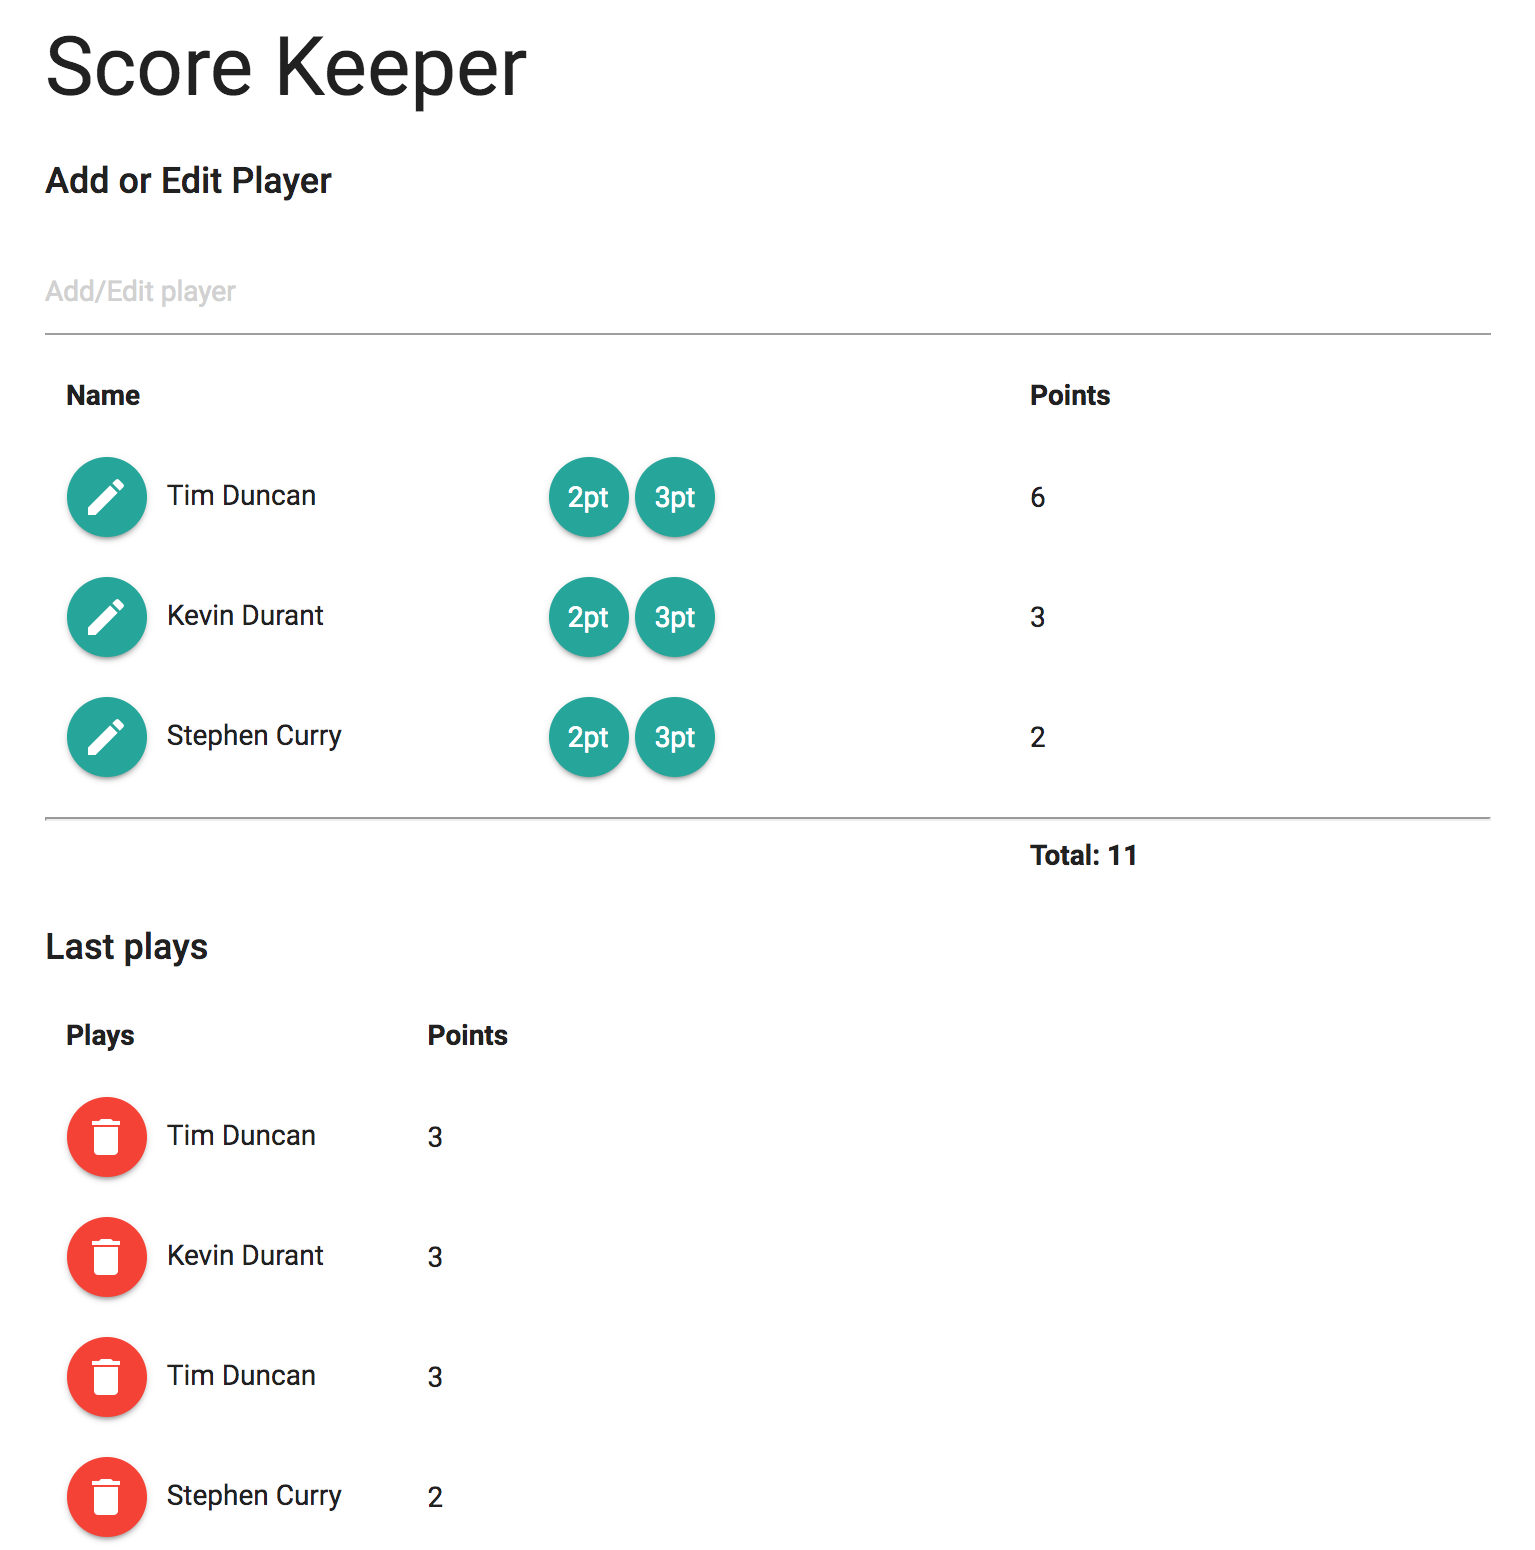 Score Keeper
Add or Edit Player
Add/Edit player
Name Points
Tim Duncan 2pt 3pt 6
Kevin Durant 2pt 3pt 3
Stephen Curry 2pt 3pt 2
Total: 11
Last plays
Plays Points
Tim Duncan 3
Kevin Durant 3
Tim Duncan 3
Stephen Curry 2